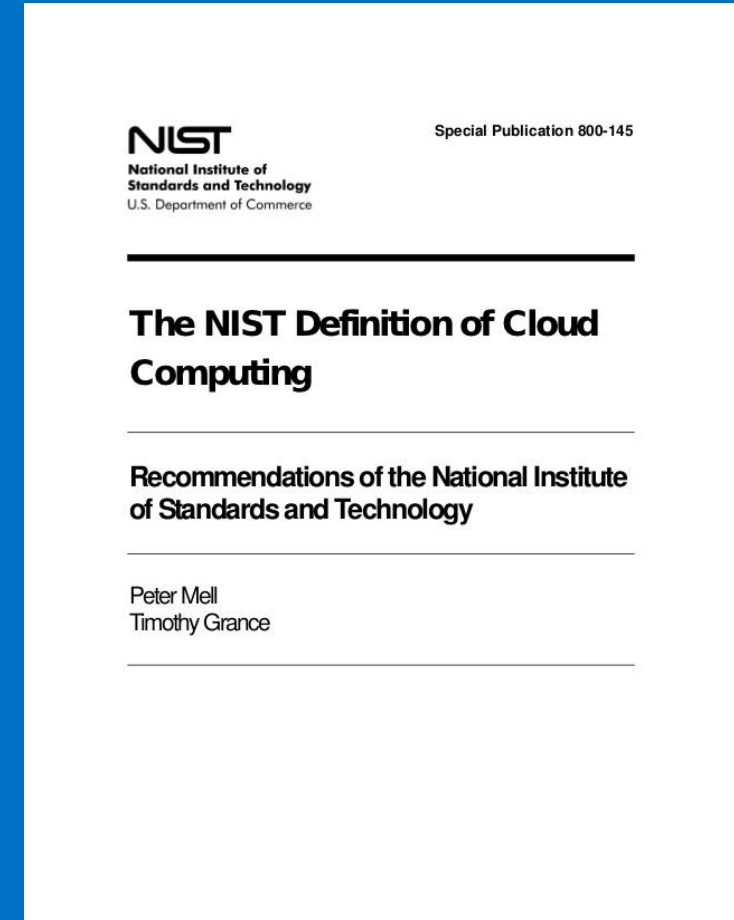 NIST
National Institute of
Standards and Technology
U.S. Department of Commerce
Special Publication 800-145
The NIST Definition of Cloud
Computing
Recommendations of the National Institute
of Standards and Technology
Peter Mell
Timothy Grance